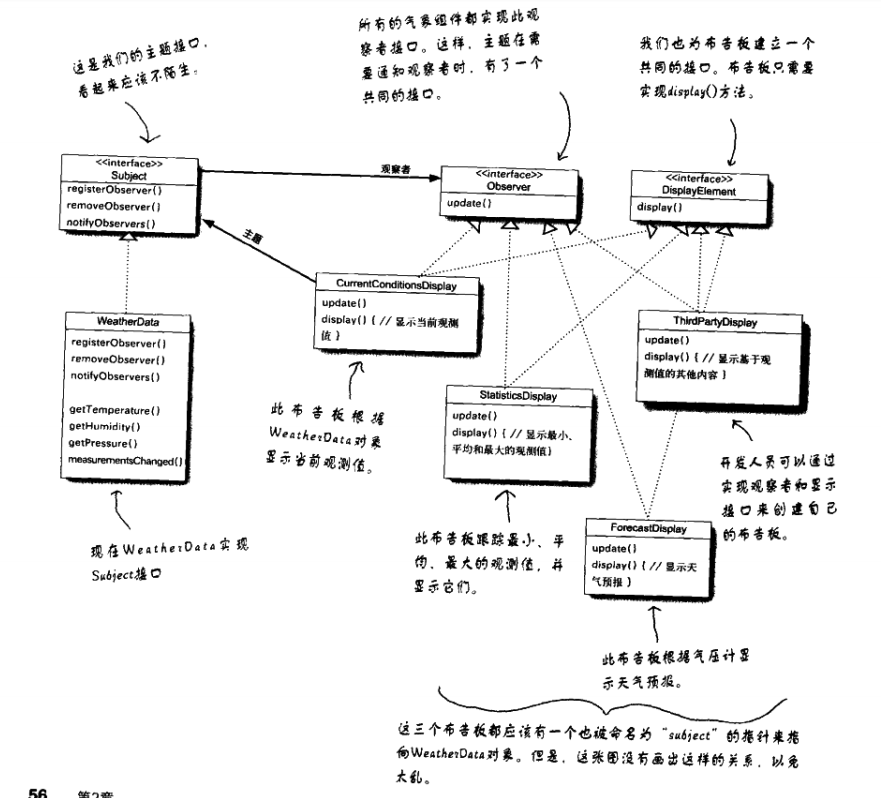 所有的气象组件都实现此观
察者接口。这样，主题在需
要通知观察者时，有了一个
共同的接口。
这是我们的主题接口，
看起来应该不陌生。
我们也为布告板建立一个
共同的接口。布告板只需要
实现display()方法。
<<interface>>
Subject
registerObserver()
removeObserver()
notifyObservers()
观察者
<<interface>>
Observer
update()
<<interface>>
DisplayElement
display()
主题
CurrentConditionsDisplay
update()
display() { // 显示当前观测
值 }
WeatherData
registerObserver()
removeObserver()
notifyObservers()
getTemperature()
getHumidity()
getPressure()
measurementsChanged()
ThirdPartyDisplay
update()
display() { // 显示基于观
测值的其他内容 }
StatisticsDisplay
update()
display() { // 显示最小、
平均和最大的观测值}
此布告板根据
WeatherData对象
显示当前观测值。
开发人员可以通过
实现观察者和显示
接口来创建自己
的布告板。
现在WeatherData实现
Subject接口
此布告板跟踪最小、平
均、最大的观测值，并
显示它们。
ForecastDisplay
update()
display() { // 显示天
气预报 }
此布告板根据气压计显
示天气预报。
这三个布告板都应该有一个也被命名为“subject”的指针来指
向WeatherData对象。但是，这张图没有画出这样的关系，以免
太乱。
56 第2章